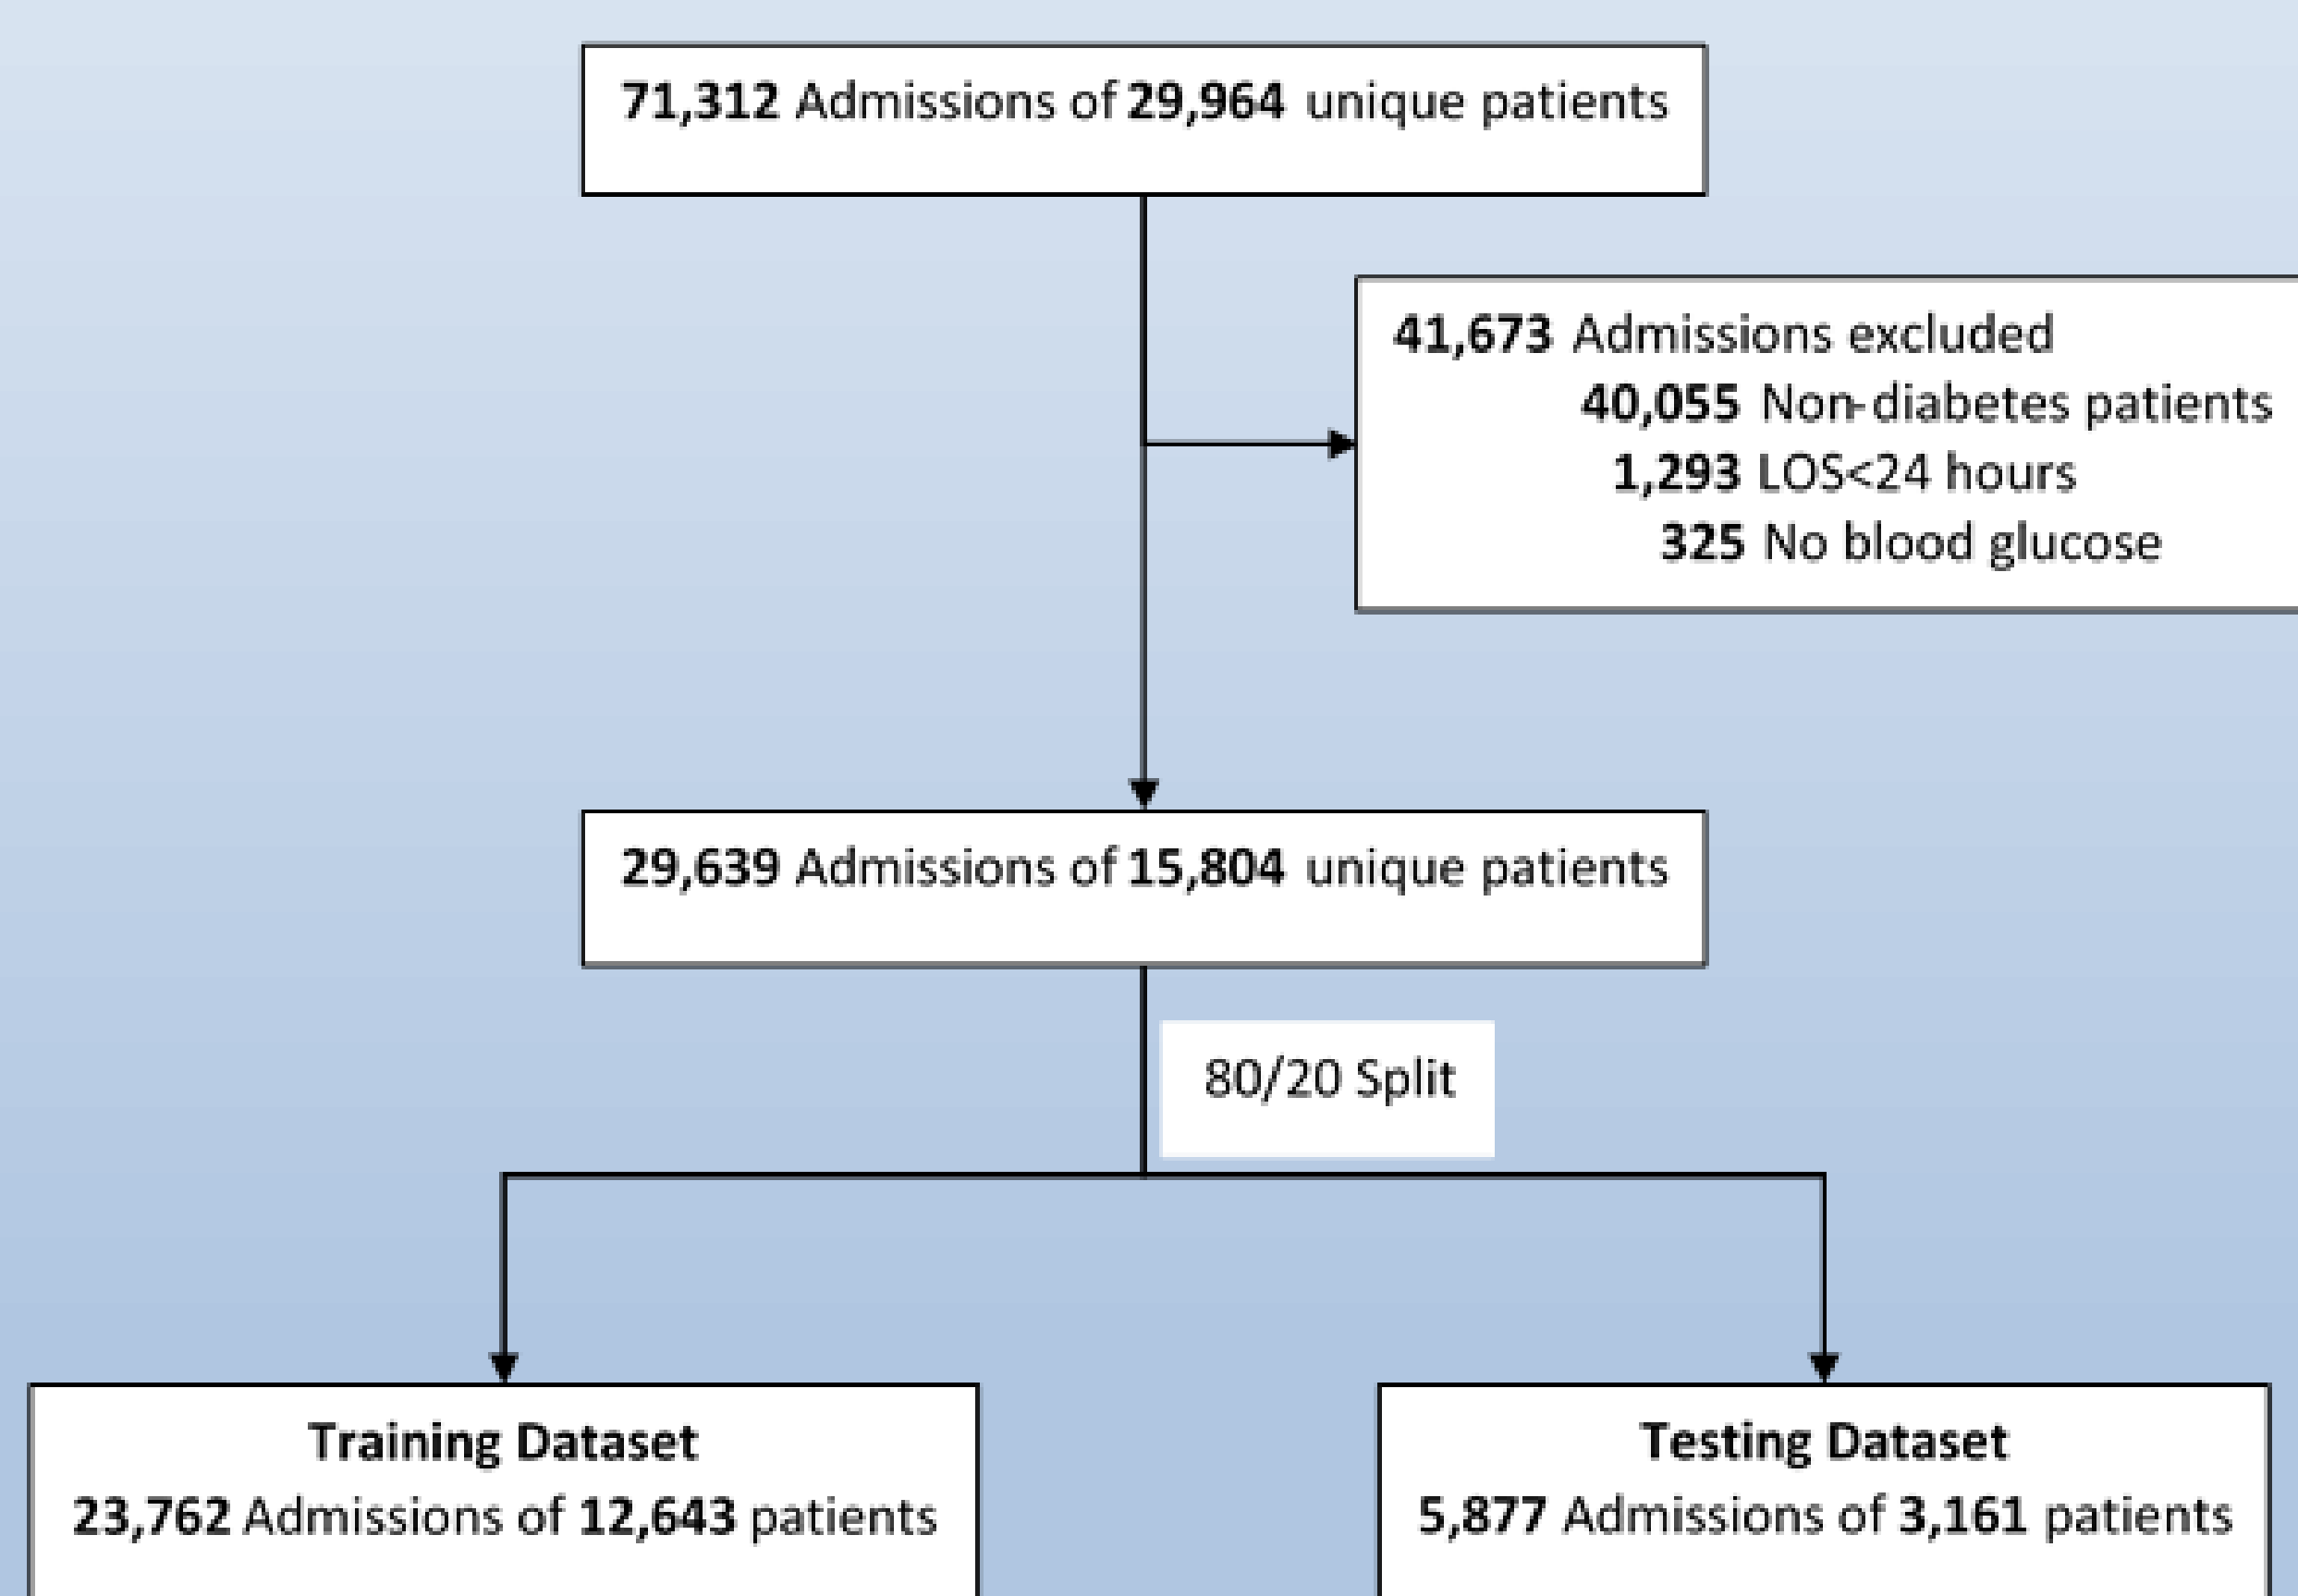 71,312 Admissions of 29,964 unique patients
41,673 Admissions excluded
40,055 Non-diabetes patients
1,293 LOS<24 hours
325 No blood glucose
29,639 Admissions of 15,804 unique patients
80/20 Split
Training Dataset
23,762 Admissions of 12,643 patients
Testing Dataset
5,877 Admissions of 3,161 patients